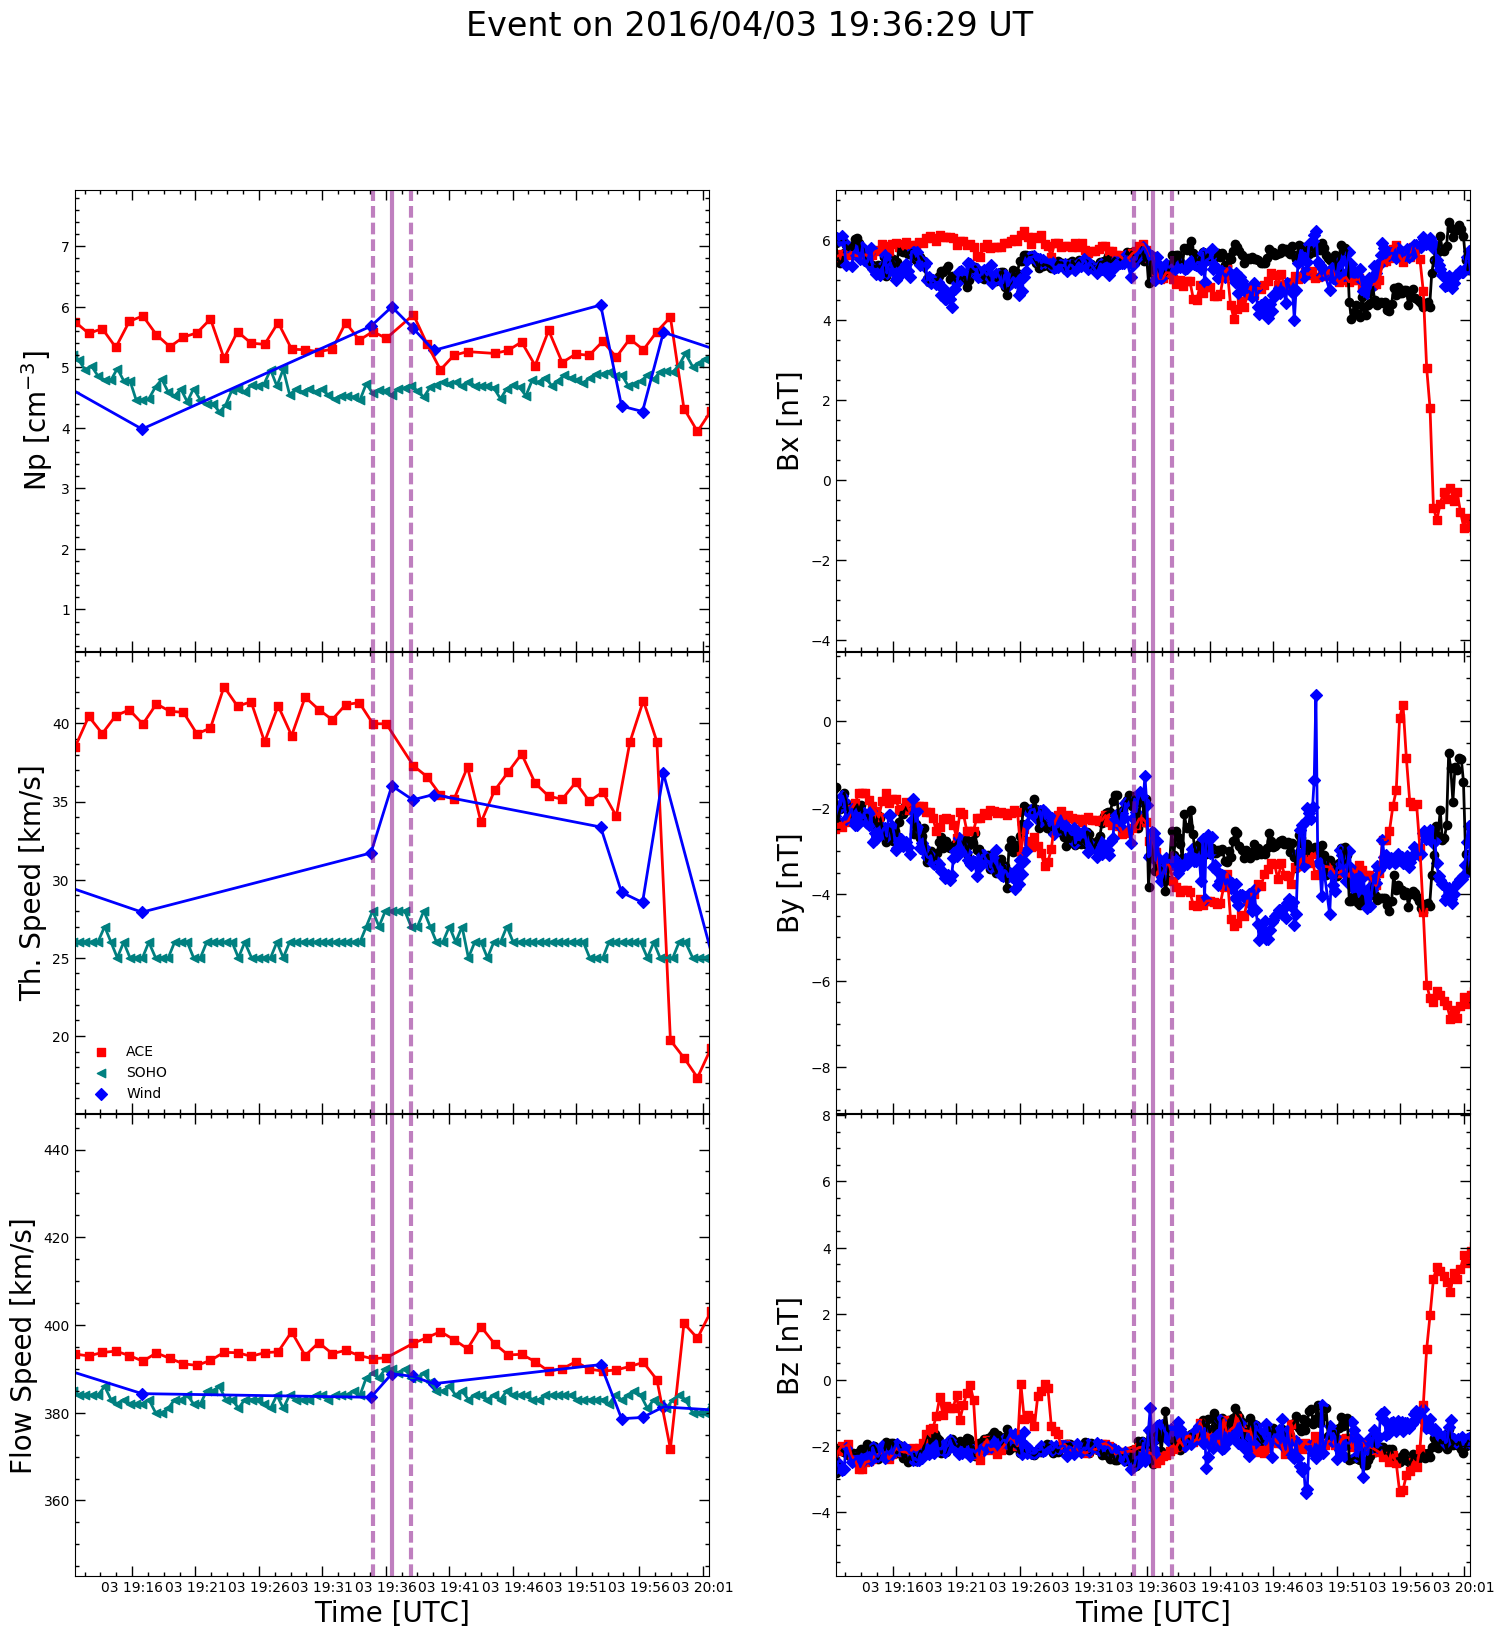 Event on 2016/04/03 19:36:29 UT
Np [cm⁻³]
7
6
5
4
3
2
1
Bx [nT]
6
4
2
0
−2
−4
Th. Speed [km/s]
40
35
30
25
20
ACE
SOHO
Wind
By [nT]
0
−2
−4
−6
−8
Flow Speed [km/s]
440
420
400
380
360
Bz [nT]
8
6
4
2
0
−2
−4
03 19:16 03 19:21 03 19:26 03 19:31 03 19:36 03 19:41 03 19:46 03 19:51 03 19:56 03 20:01
Time [UTC]
03 19:16 03 19:21 03 19:26 03 19:31 03 19:36 03 19:41 03 19:46 03 19:51 03 19:56 03 20:01
Time [UTC]